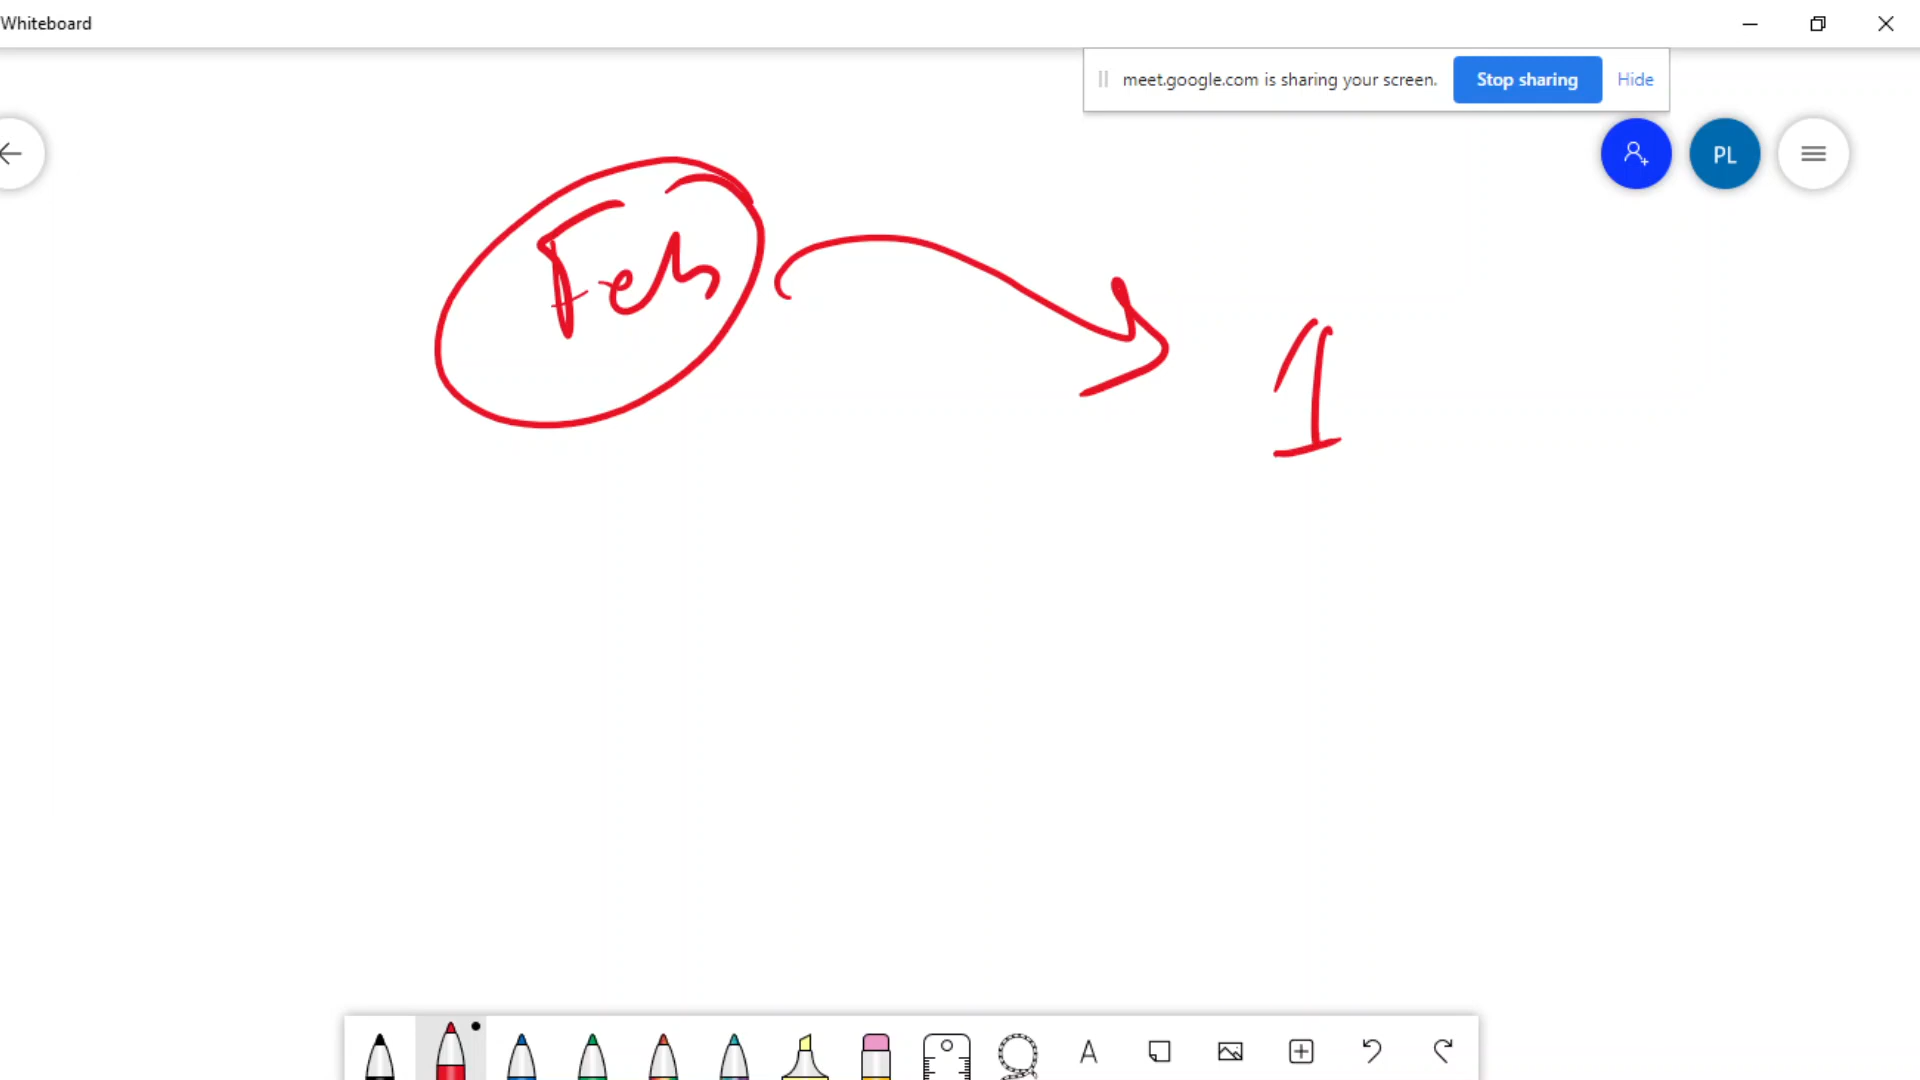 Whiteboard
meet.google.com is sharing your screen. Stop sharing Hide
PL
Feb
1
A